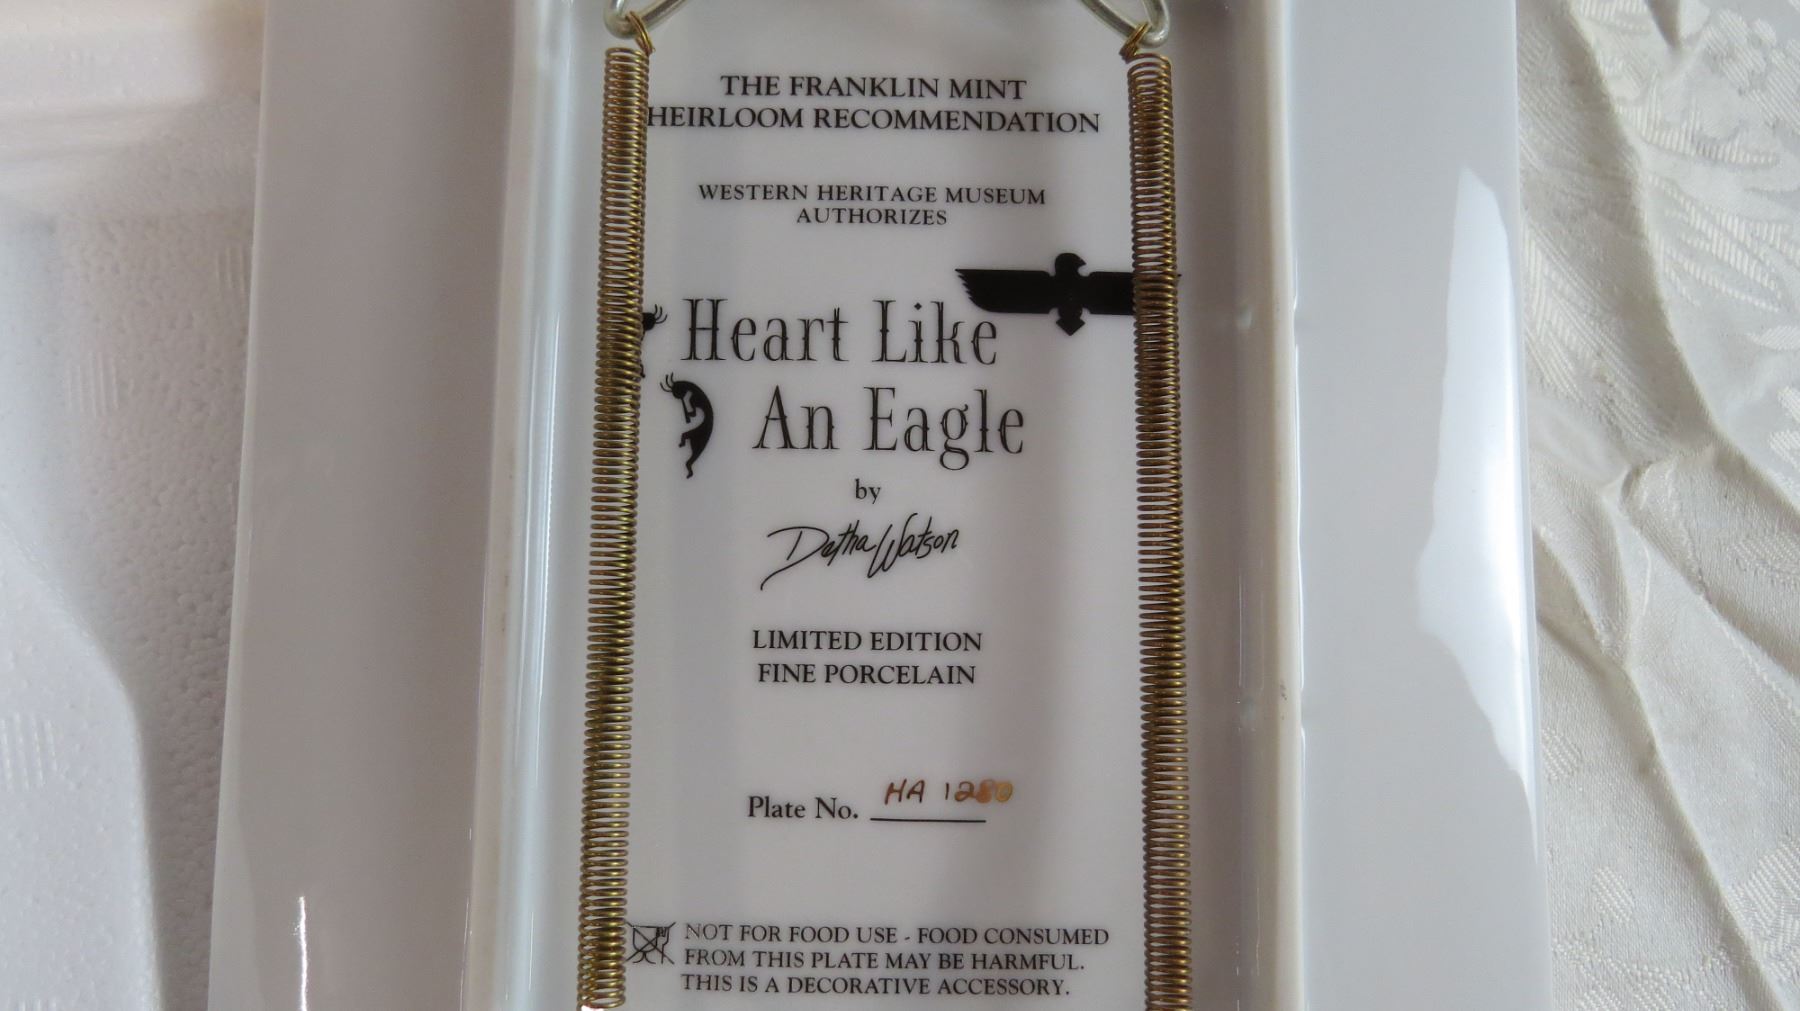 THE FRANKLIN MINT
HEIRLOOM RECOMMENDATION
WESTERN HERITAGE MUSEUM
AUTHORIZES
Heart Like
An Eagle
by
Detha Watson
LIMITED EDITION
FINE PORCELAIN
Plate No. HA 1280
NOT FOR FOOD USE - FOOD CONSUMED
FROM THIS PLATE MAY BE HARMFUL.
THIS IS A DECORATIVE ACCESSORY.